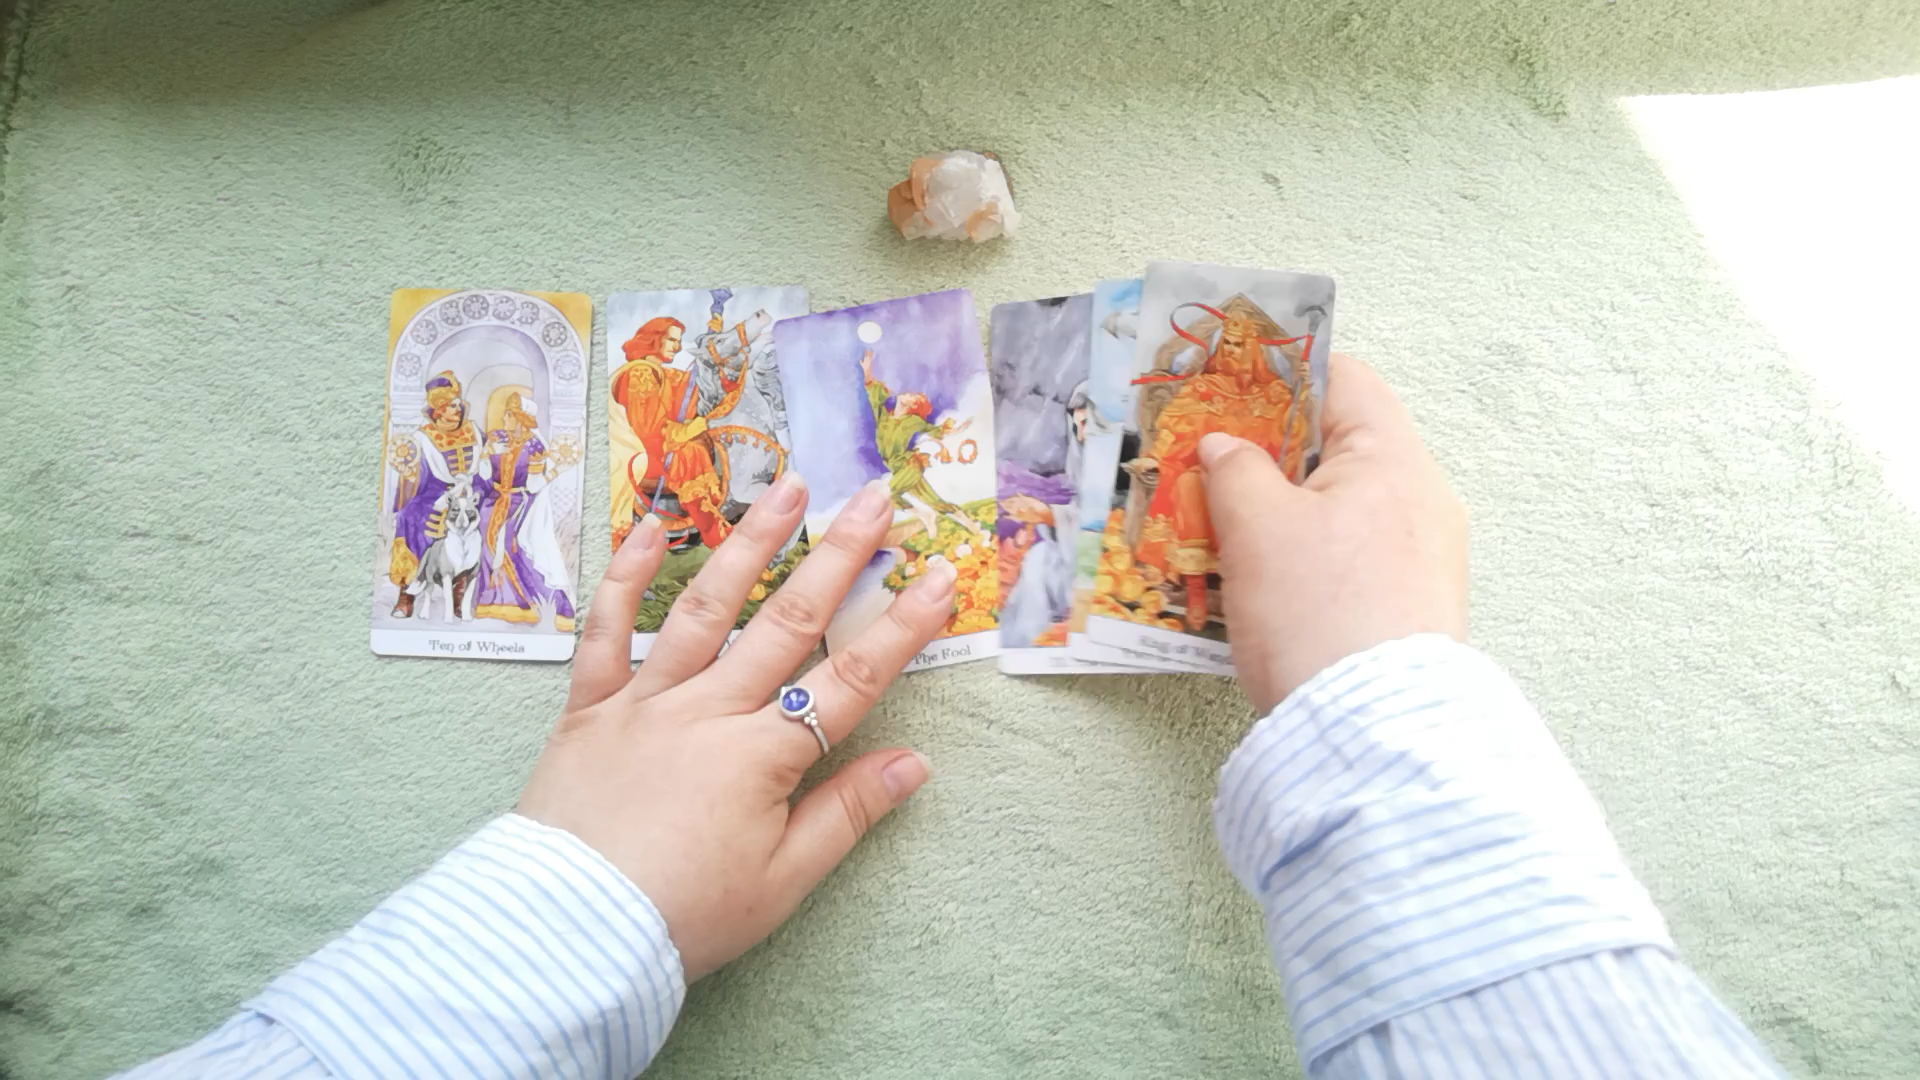 Ten of Wheels
The Fool
King of Wands